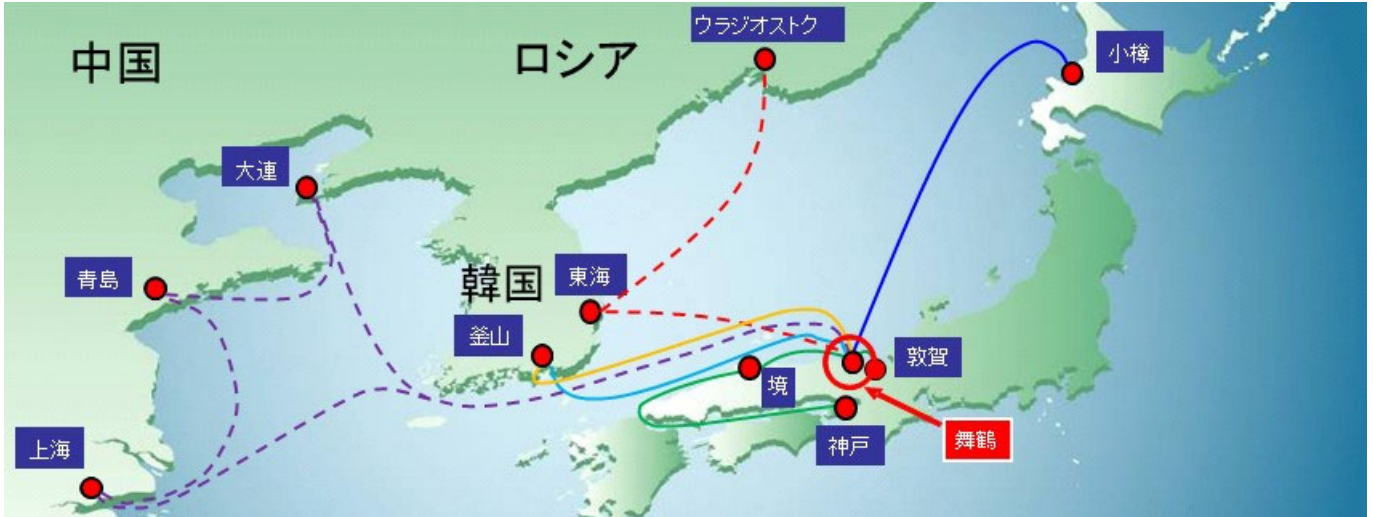 中国
ロシア
ウラジオストク
小樽
大連
青島
韓国
東海
釜山
敦賀
境
神戸
舞鶴
上海